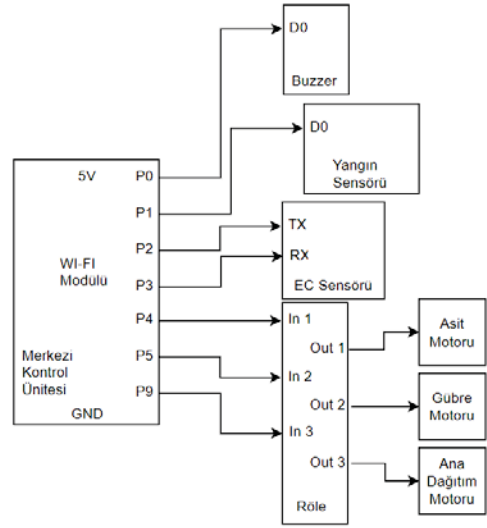 D0
Buzzer
D0
Yangın
Sensörü
5V
P0
P1
P2
P3
P4
P5
P9
WI-FI
Modülü
Merkezi
Kontrol
Ünitesi
GND
TX
RX
EC Sensörü
In 1
Out 1
In 2
Out 2
In 3
Out 3
Röle
Asit
Motoru
Gübre
Motoru
Ana
Dağıtım
Motoru